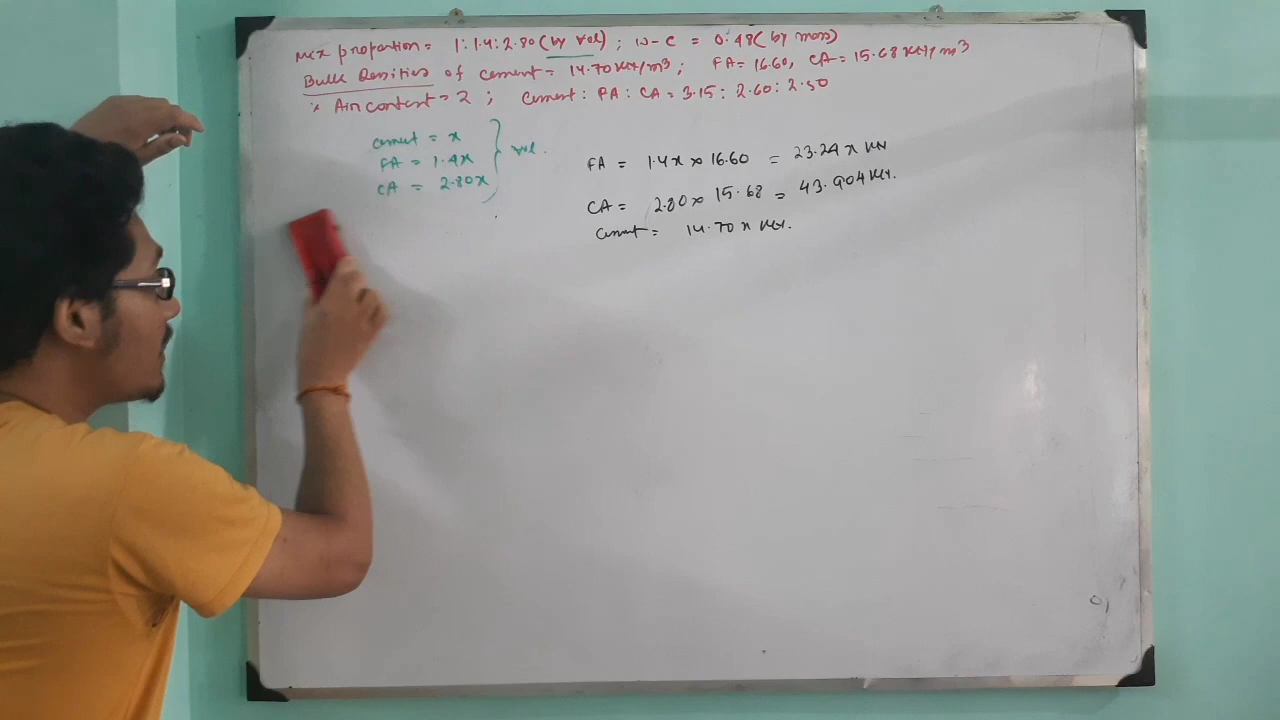 Mix proportion = 1:1.4:2.80 (by vol) ; W-C = 0.48 (by mass)
Bulk Densities of cement = 14.70 KN/m³ ; FA = 16.60, CA = 15.68 KN/m³
% Air content = 2 ; Cement : FA : CA = 3.15 : 2.60 : 2.50
cement = x
FA = 1.4x
CA = 2.80x
} vol.
FA = 1.4x × 16.60 = 23.24 x KN
CA = 2.80 × 15.68 = 43.904 KN.
Cement = 14.70 x KN.